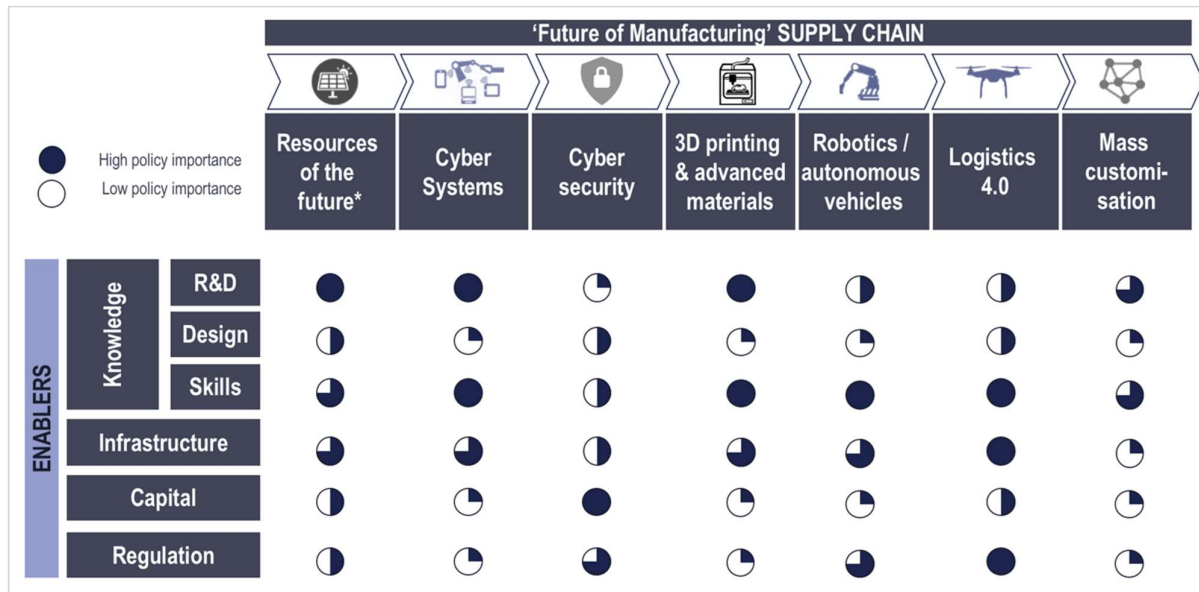 ‘Future of Manufacturing’ SUPPLY CHAIN
High policy importance
Low policy importance
Resources
of the
future*
Cyber
Systems
Cyber
security
3D printing
& advanced
materials
Robotics /
autonomous
vehicles
Logistics
4.0
Mass
customi-
sation
ENABLERS
Knowledge
R&D
Design
Skills
Infrastructure
Capital
Regulation